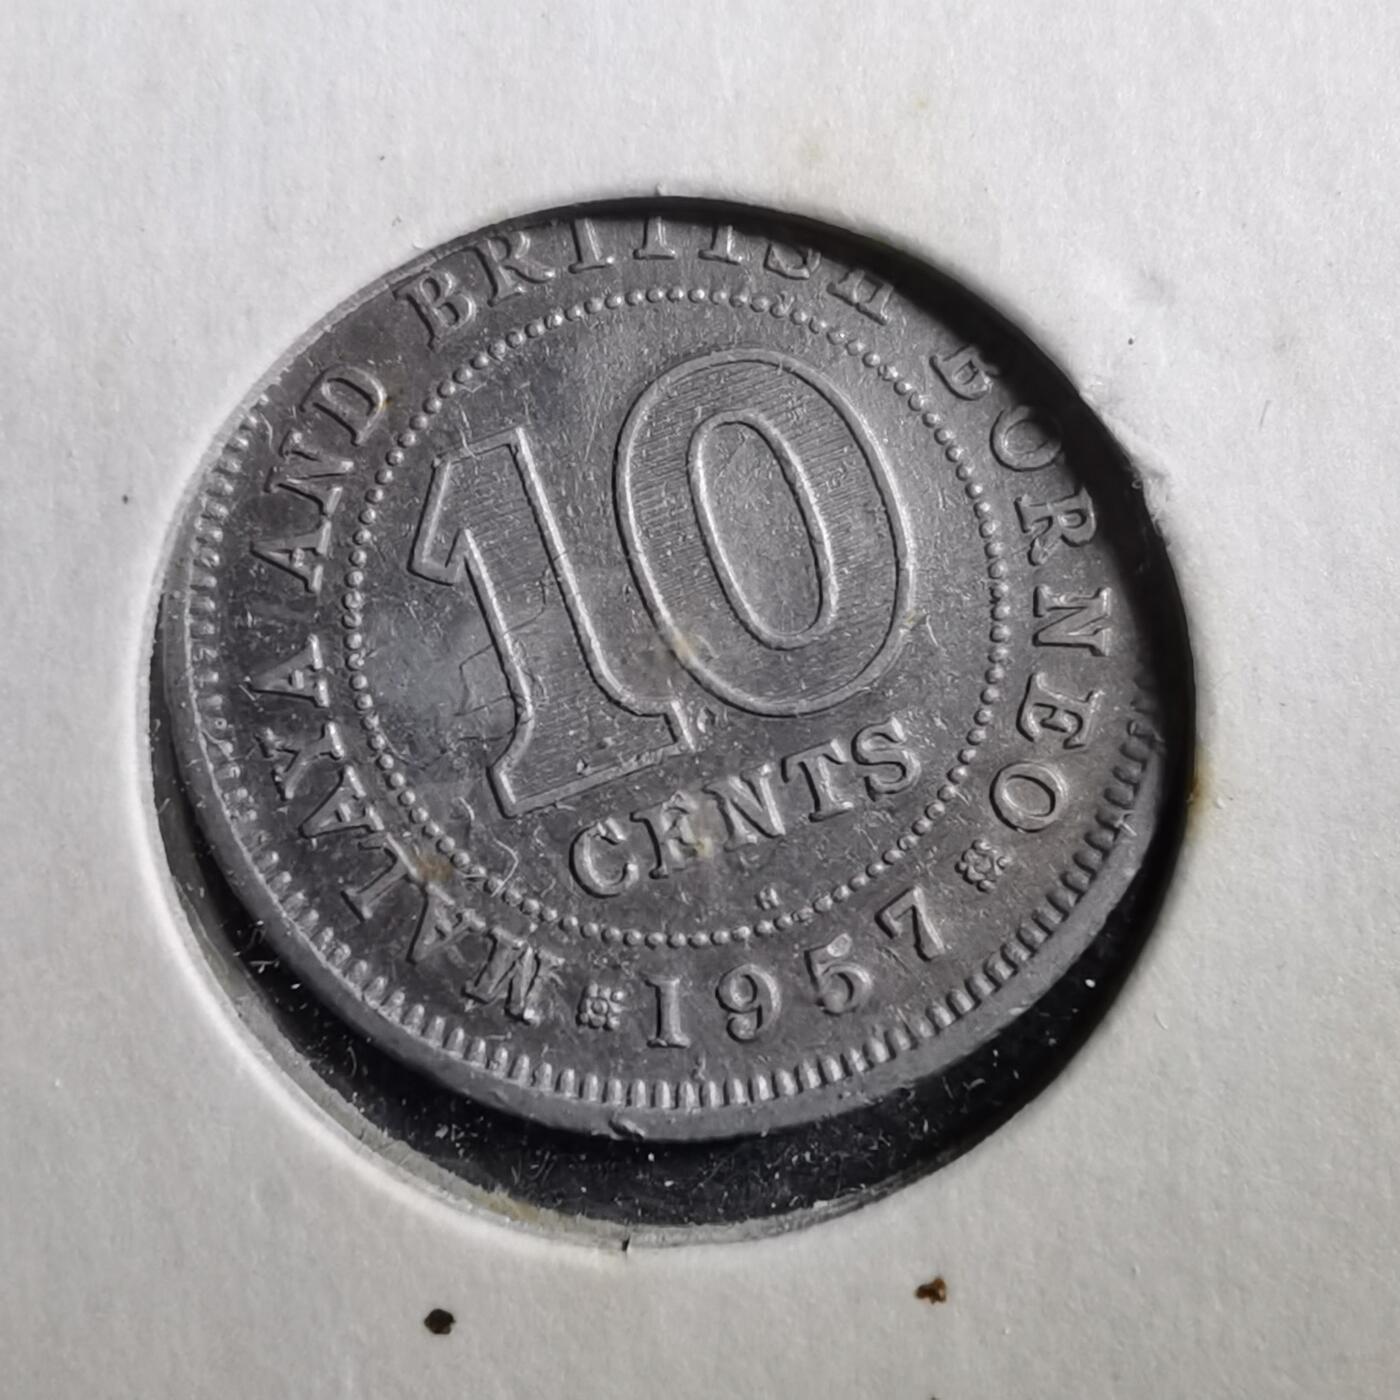 MALAYA AND BRITISH BORNEO
10
CENTS
H
1957